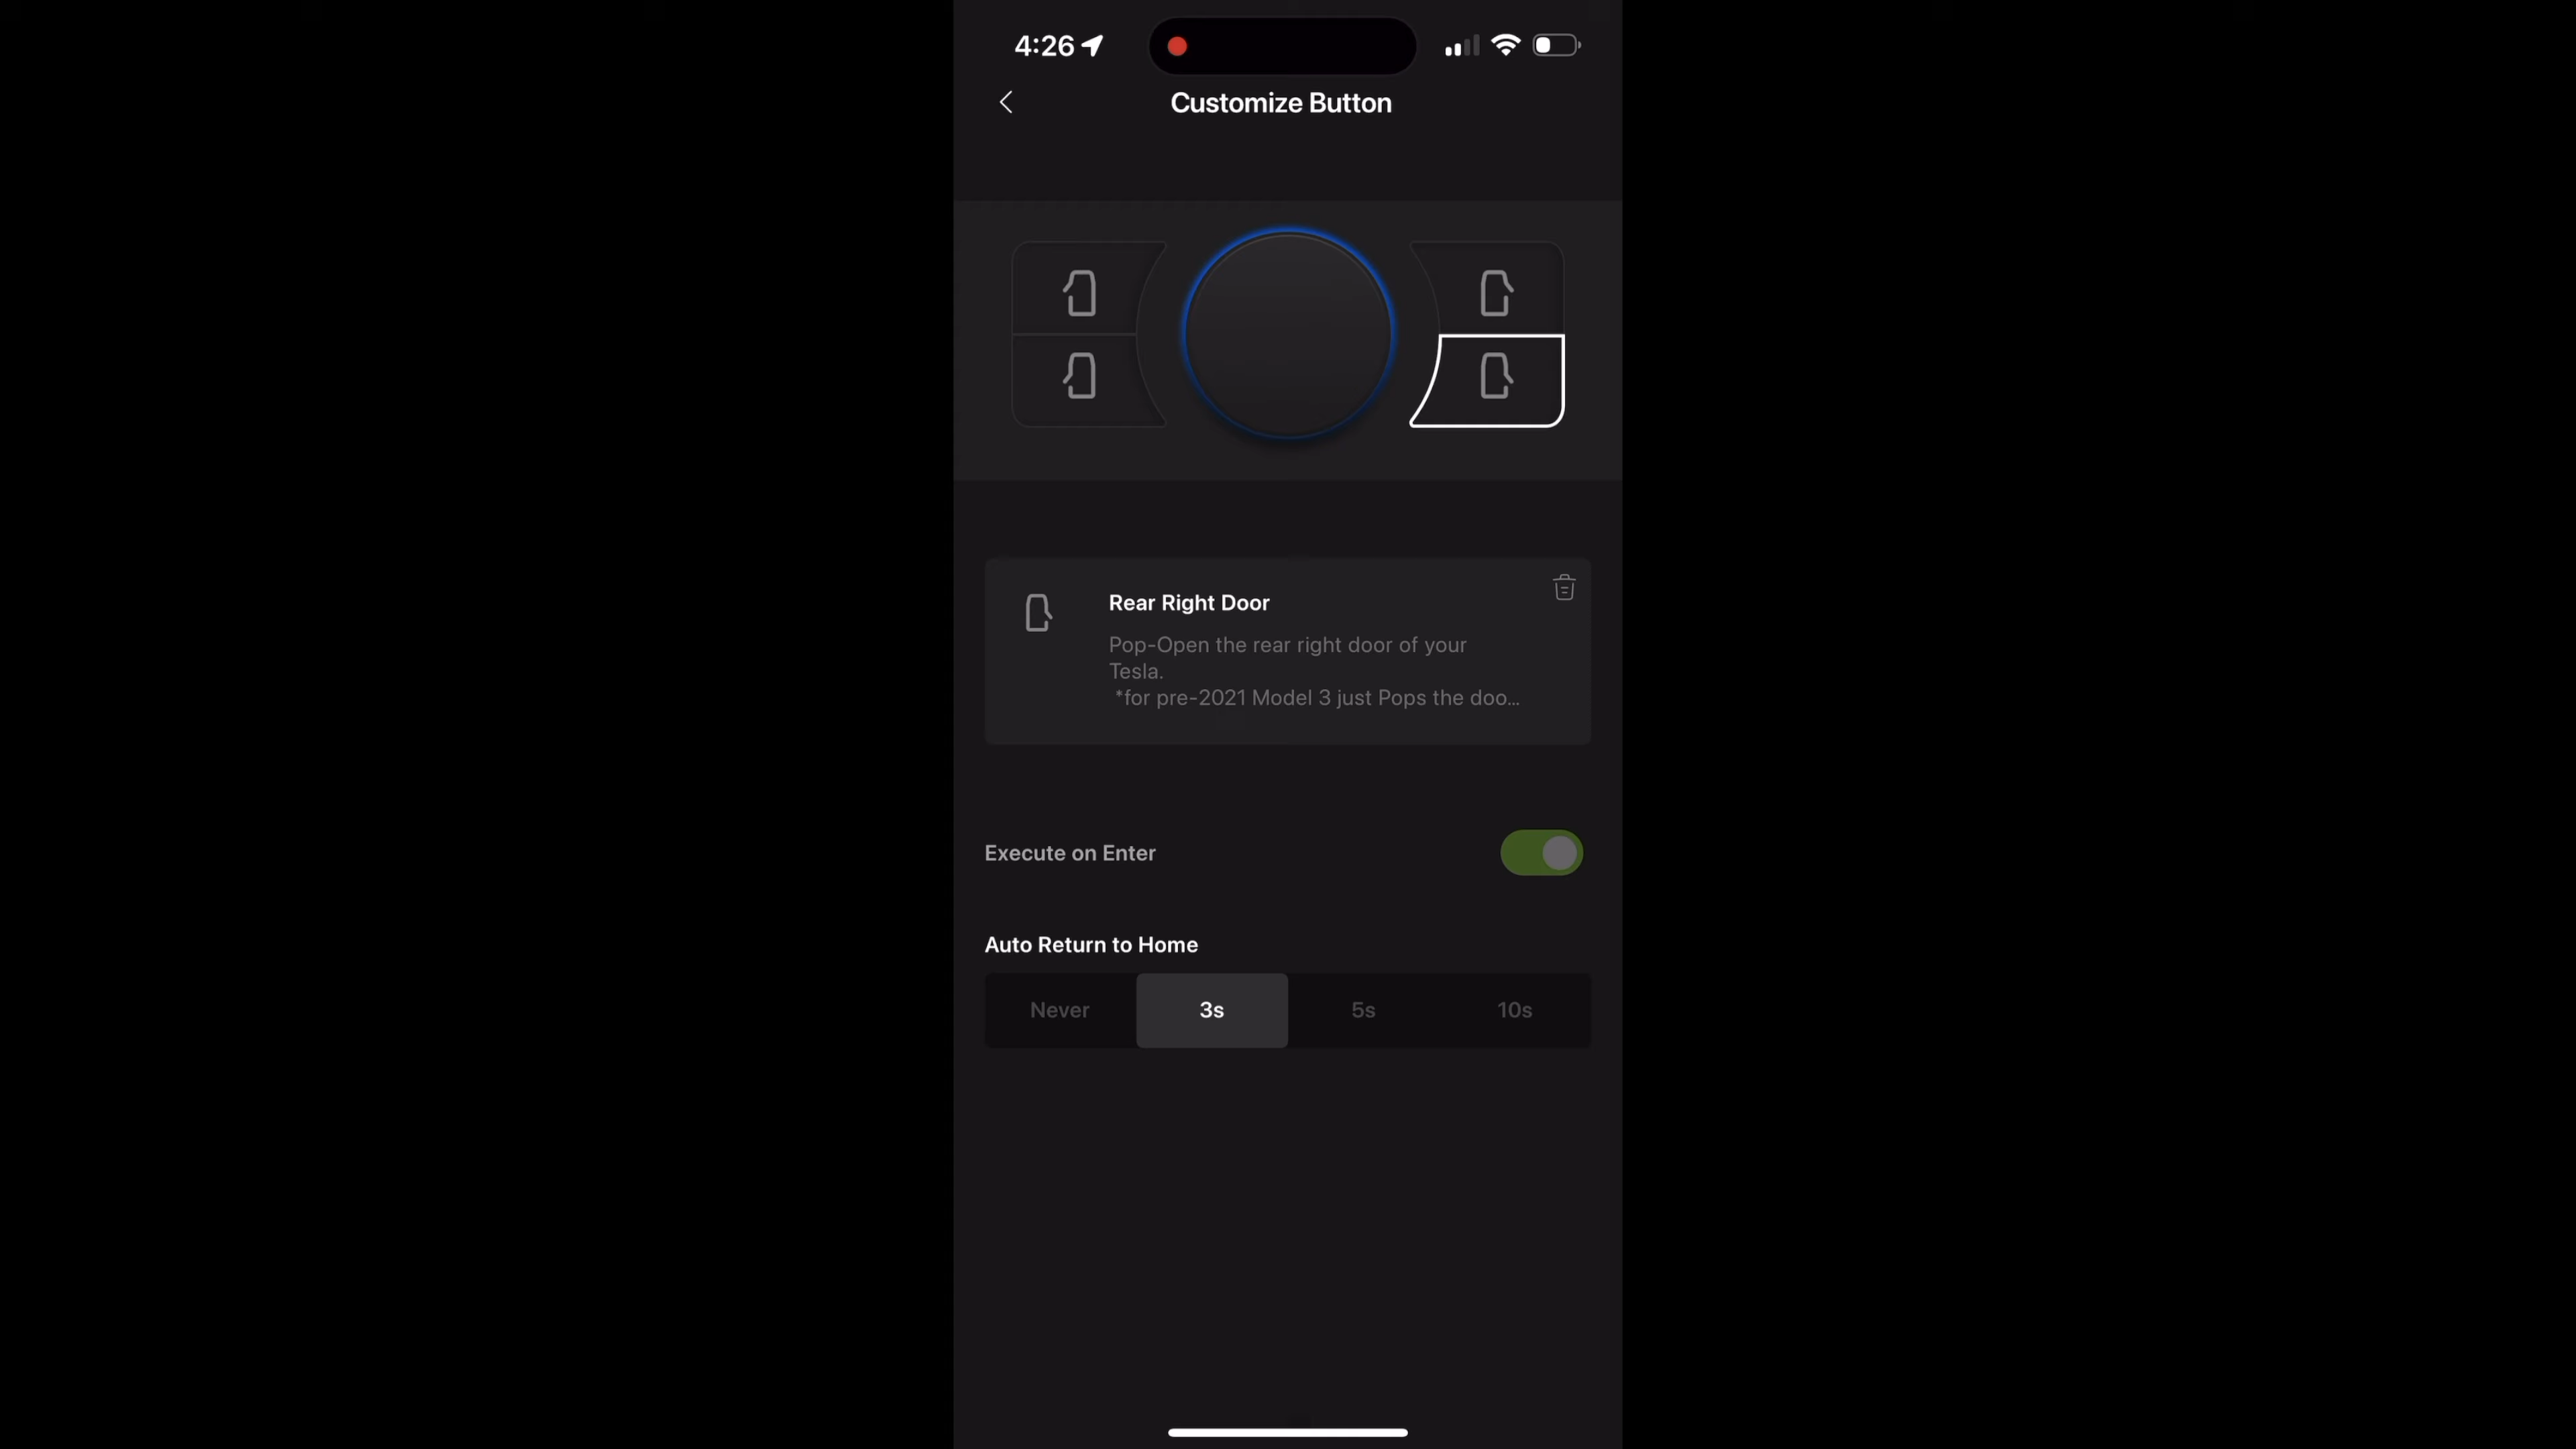 4:26
Customize Button
Rear Right Door
Pop-Open the rear right door of your
Tesla.
*for pre-2021 Model 3 just Pops the doo...
Execute on Enter
Auto Return to Home
Never 3s 5s 10s